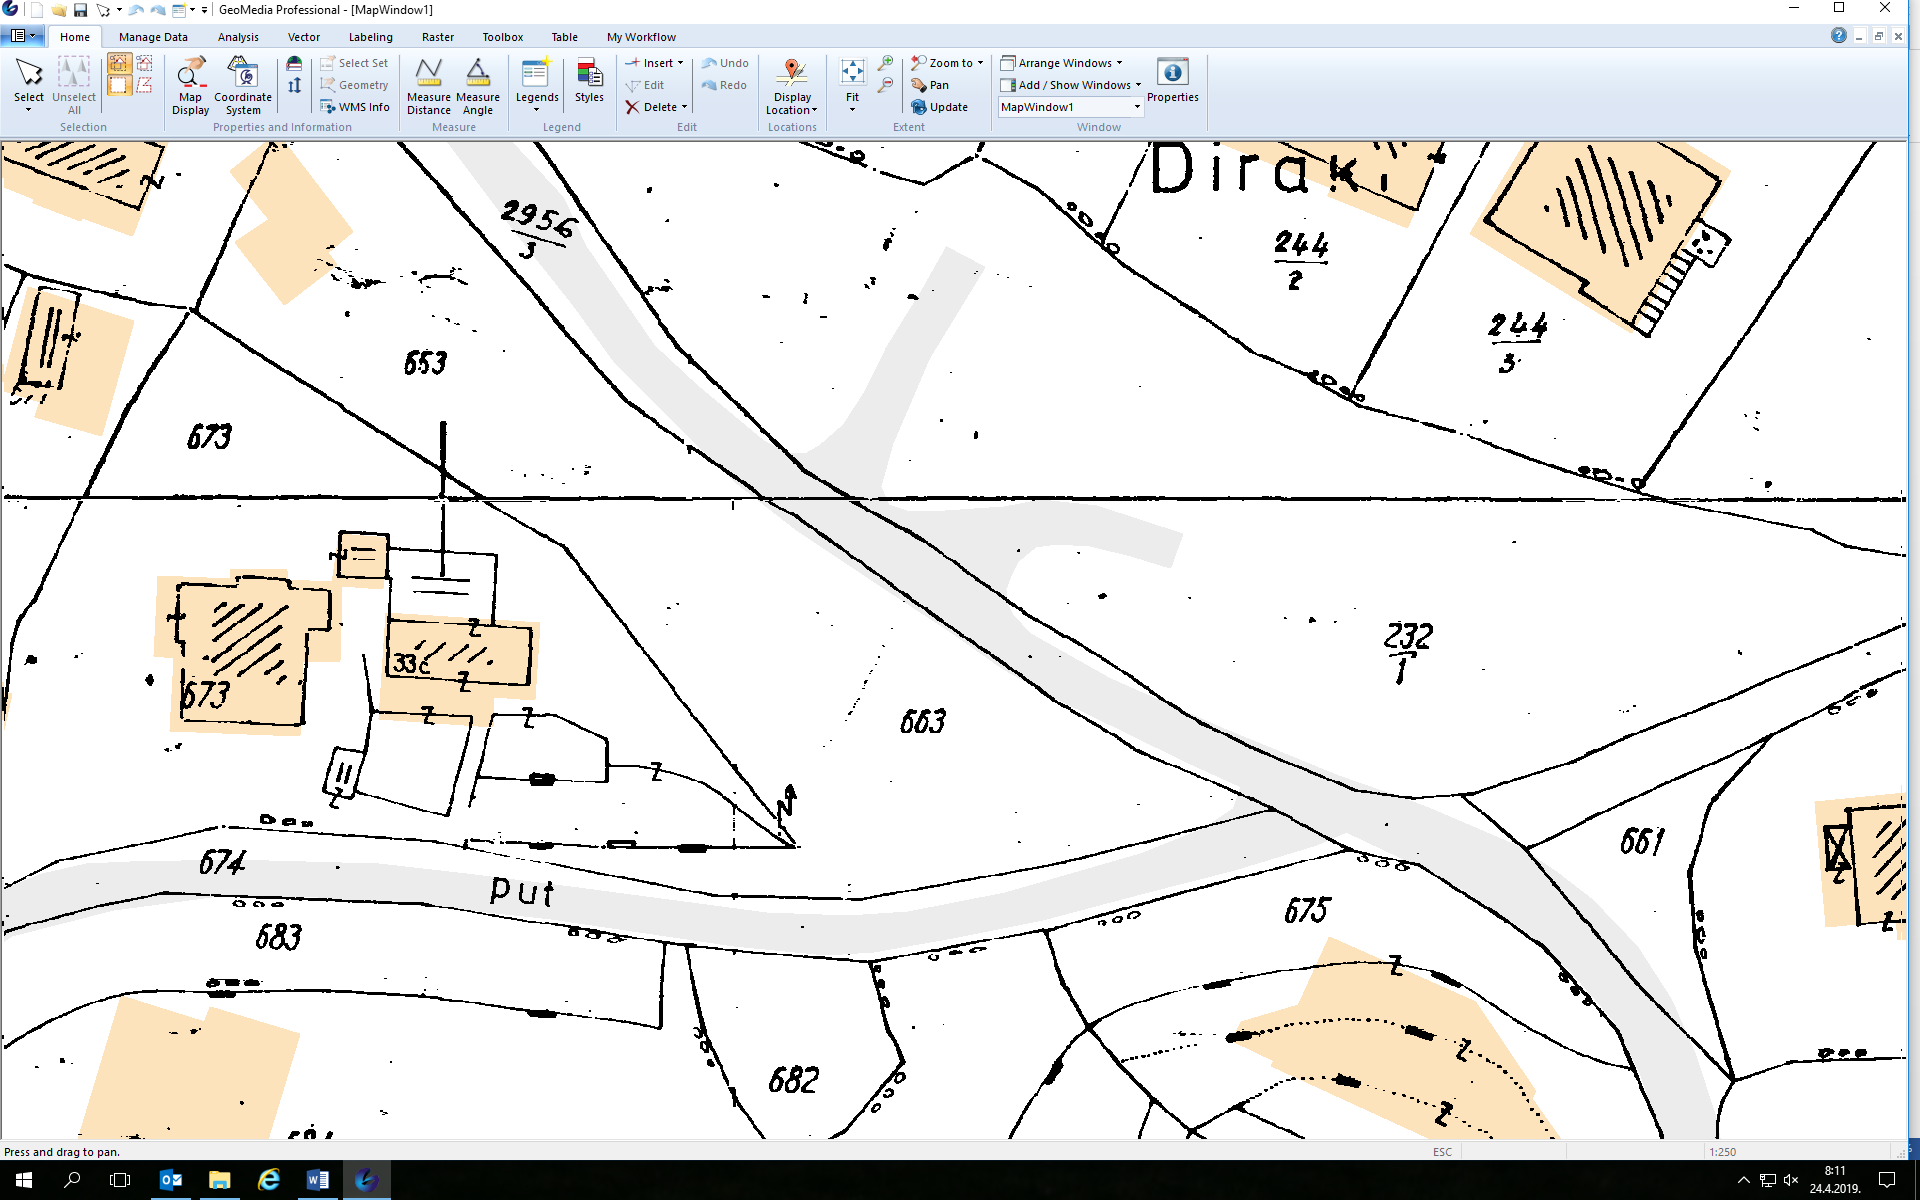 GeoMedia Professional - [MapWindow1]
Home Manage Data Analysis Vector Labeling Raster Toolbox Table My Workflow
Select
Unselect All
Selection
Map Display
Coordinate System
Select Set
Geometry
WMS Info
Properties and Information
Measure Distance
Measure Angle
Measure
Legends
Styles
Legend
Insert
Edit
Delete
Undo
Redo
Edit
Display Location
Locations
Fit
Zoom to
Pan
Update
Extent
Arrange Windows
Add / Show Windows
MapWindow1
Properties
Window
Dirak
2956
3
244
2
244
3
653
673
33c
673
232
1
663
674
put
661
675
683
682
Press and drag to pan.
ESC
1:250
8:11
24.4.2019.